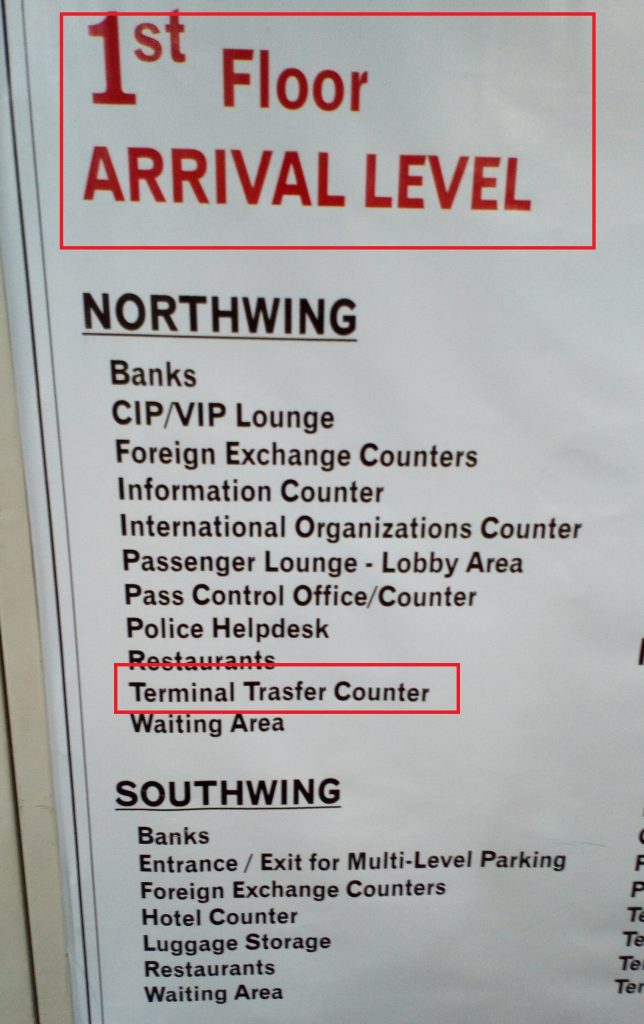 1st Floor
ARRIVAL LEVEL
NORTHWING
Banks
CIP/VIP Lounge
Foreign Exchange Counters
Information Counter
International Organizations Counter
Passenger Lounge - Lobby Area
Pass Control Office/Counter
Police Helpdesk
Restaurants
Terminal Trasfer Counter
Waiting Area
SOUTHWING
Banks
Entrance / Exit for Multi-Level Parking
Foreign Exchange Counters
Hotel Counter
Luggage Storage
Restaurants
Waiting Area